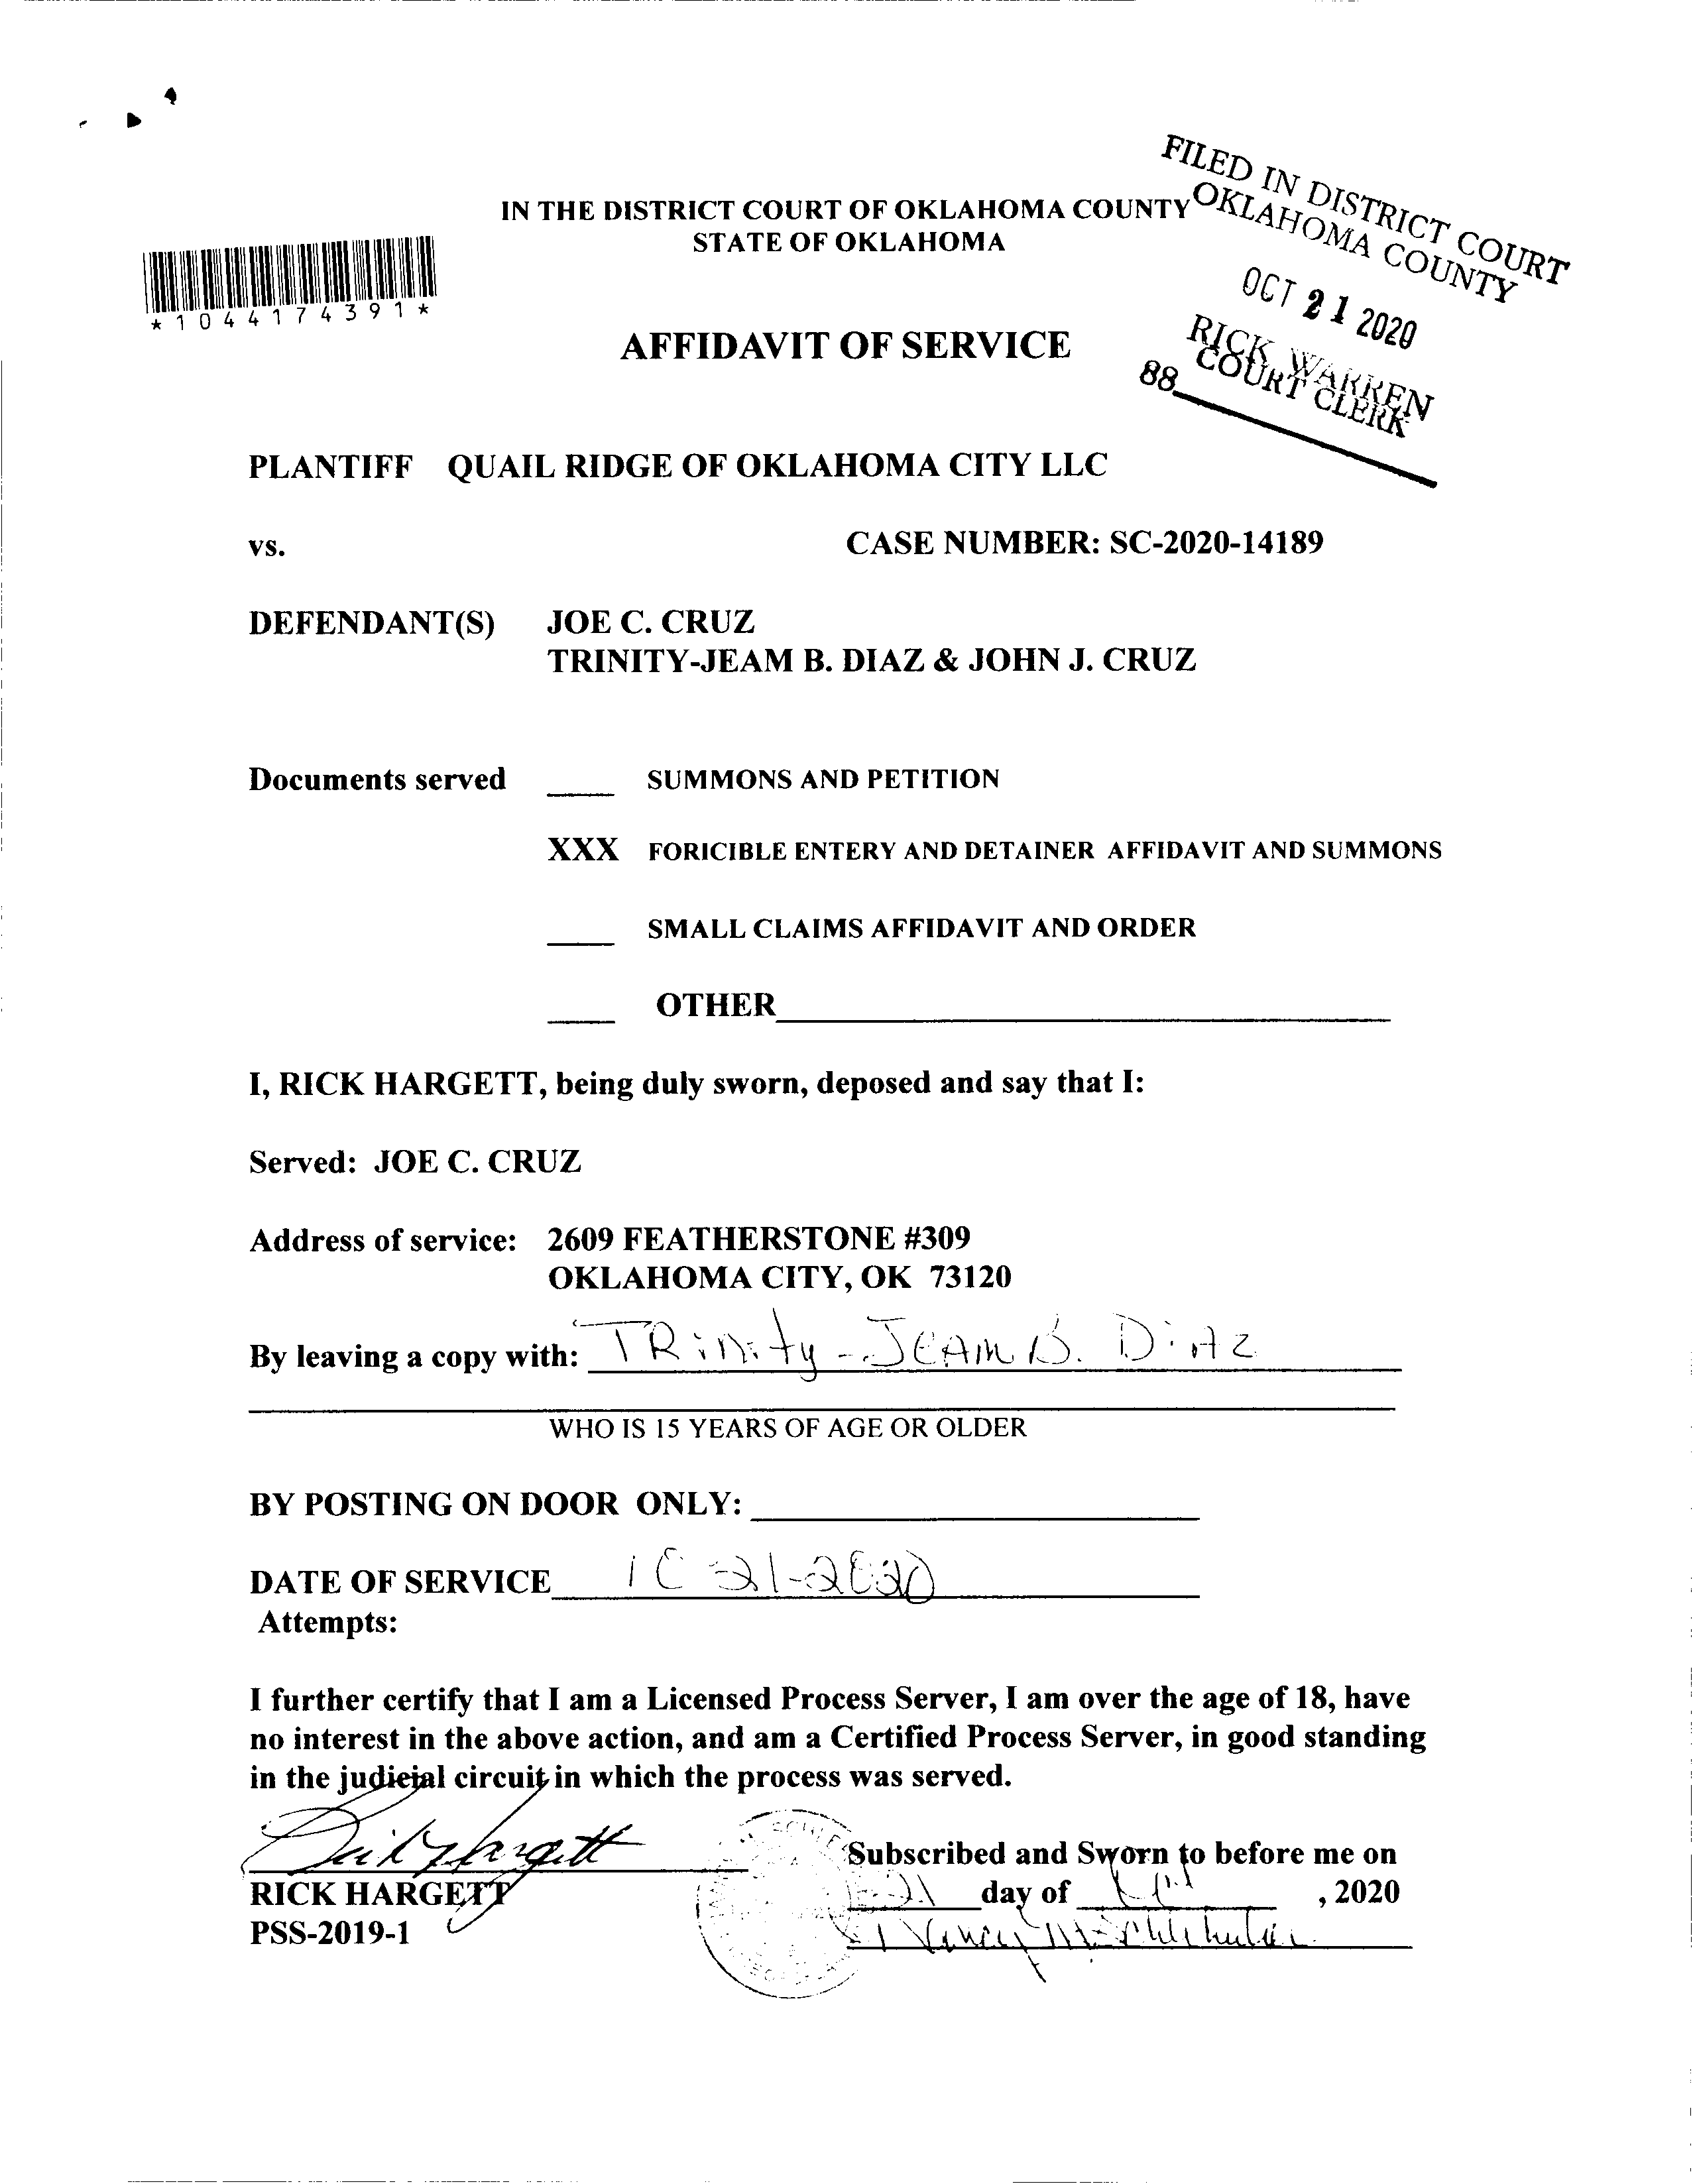 FILED IN DISTRICT COURT
OKLAHOMA COUNTY
OCT 21 2020
RICK WARREN
COURT CLERK
88
IN THE DISTRICT COURT OF OKLAHOMA COUNTY
STATE OF OKLAHOMA
*1044174391*
AFFIDAVIT OF SERVICE
PLANTIFF QUAIL RIDGE OF OKLAHOMA CITY LLC
vs. CASE NUMBER: SC-2020-14189
DEFENDANT(S) JOE C. CRUZ
TRINITY-JEAM B. DIAZ & JOHN J. CRUZ
Documents served ____ SUMMONS AND PETITION
XXX FORICIBLE ENTERY AND DETAINER AFFIDAVIT AND SUMMONS
____ SMALL CLAIMS AFFIDAVIT AND ORDER
____ OTHER____
I, RICK HARGETT, being duly sworn, deposed and say that I:
Served: JOE C. CRUZ
Address of service: 2609 FEATHERSTONE #309
OKLAHOMA CITY, OK 73120
By leaving a copy with: TRinity-JEAM B. DiAz
WHO IS 15 YEARS OF AGE OR OLDER
BY POSTING ON DOOR ONLY: ____
DATE OF SERVICE 10-21-2020
Attempts:
I further certify that I am a Licensed Process Server, I am over the age of 18, have
no interest in the above action, and am a Certified Process Server, in good standing
in the judicial circuit in which the process was served.
Rick Hargett
RICK HARGETT
PSS-2019-1
Subscribed and Sworn to before me on
21 day of , 2020
Nancy M